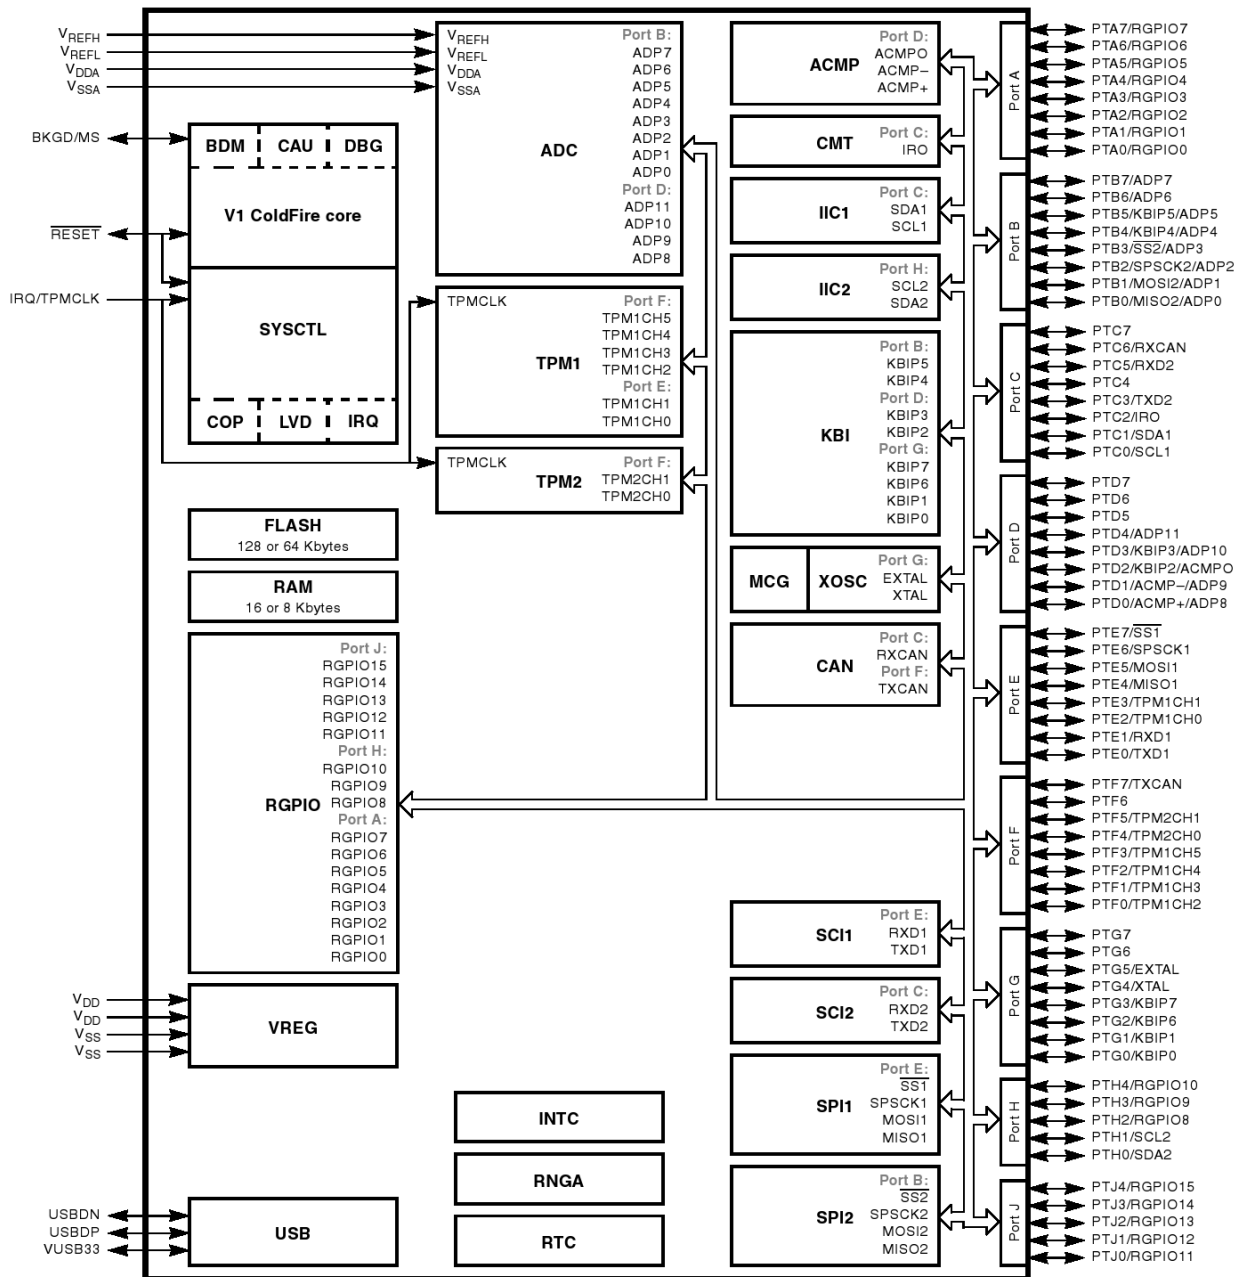 V_REFH
V_REFL
V_DDA
V_SSA
BKGD/MS
RESET
IRQ/TPMCLK
BDM CAU DBG
V1 ColdFire core
SYSCTL
COP LVD IRQ
FLASH
128 or 64 Kbytes
RAM
16 or 8 Kbytes
RGPIO
Port J:
RGPIO15
RGPIO14
RGPIO13
RGPIO12
RGPIO11
Port H:
RGPIO10
RGPIO9
RGPIO8
Port A:
RGPIO7
RGPIO6
RGPIO5
RGPIO4
RGPIO3
RGPIO2
RGPIO1
RGPIO0
V_DD
V_DD
V_SS
V_SS
VREG
USBDN
USBDP
VUSB33
USB
V_REFH
V_REFL
V_DDA
V_SSA
ADC
Port B:
ADP7
ADP6
ADP5
ADP4
ADP3
ADP2
ADP1
ADP0
Port D:
ADP11
ADP10
ADP9
ADP8
TPMCLK
TPM1
Port F:
TPM1CH5
TPM1CH4
TPM1CH3
TPM1CH2
Port E:
TPM1CH1
TPM1CH0
TPMCLK
TPM2
Port F:
TPM2CH1
TPM2CH0
INTC
RNGA
RTC
ACMP
Port D:
ACMPO
ACMP−
ACMP+
CMT
Port C:
IRO
IIC1
Port C:
SDA1
SCL1
IIC2
Port H:
SCL2
SDA2
KBI
Port B:
KBIP5
KBIP4
Port D:
KBIP3
KBIP2
Port G:
KBIP7
KBIP6
KBIP1
KBIP0
MCG XOSC
Port G:
EXTAL
XTAL
CAN
Port C:
RXCAN
Port F:
TXCAN
SCI1
Port E:
RXD1
TXD1
SCI2
Port C:
RXD2
TXD2
SPI1
Port E:
SS1
SPSCK1
MOSI1
MISO1
SPI2
Port B:
SS2
SPSCK2
MOSI2
MISO2
Port A
PTA7/RGPIO7
PTA6/RGPIO6
PTA5/RGPIO5
PTA4/RGPIO4
PTA3/RGPIO3
PTA2/RGPIO2
PTA1/RGPIO1
PTA0/RGPIO0
Port B
PTB7/ADP7
PTB6/ADP6
PTB5/KBIP5/ADP5
PTB4/KBIP4/ADP4
PTB3/SS2/ADP3
PTB2/SPSCK2/ADP2
PTB1/MOSI2/ADP1
PTB0/MISO2/ADP0
Port C
PTC7
PTC6/RXCAN
PTC5/RXD2
PTC4
PTC3/TXD2
PTC2/IRO
PTC1/SDA1
PTC0/SCL1
Port D
PTD7
PTD6
PTD5
PTD4/ADP11
PTD3/KBIP3/ADP10
PTD2/KBIP2/ACMPO
PTD1/ACMP−/ADP9
PTD0/ACMP+/ADP8
Port E
PTE7/SS1
PTE6/SPSCK1
PTE5/MOSI1
PTE4/MISO1
PTE3/TPM1CH1
PTE2/TPM1CH0
PTE1/RXD1
PTE0/TXD1
Port F
PTF7/TXCAN
PTF6
PTF5/TPM2CH1
PTF4/TPM2CH0
PTF3/TPM1CH5
PTF2/TPM1CH4
PTF1/TPM1CH3
PTF0/TPM1CH2
Port G
PTG7
PTG6
PTG5/EXTAL
PTG4/XTAL
PTG3/KBIP7
PTG2/KBIP6
PTG1/KBIP1
PTG0/KBIP0
Port H
PTH4/RGPIO10
PTH3/RGPIO9
PTH2/RGPIO8
PTH1/SCL2
PTH0/SDA2
Port J
PTJ4/RGPIO15
PTJ3/RGPIO14
PTJ2/RGPIO13
PTJ1/RGPIO12
PTJ0/RGPIO11